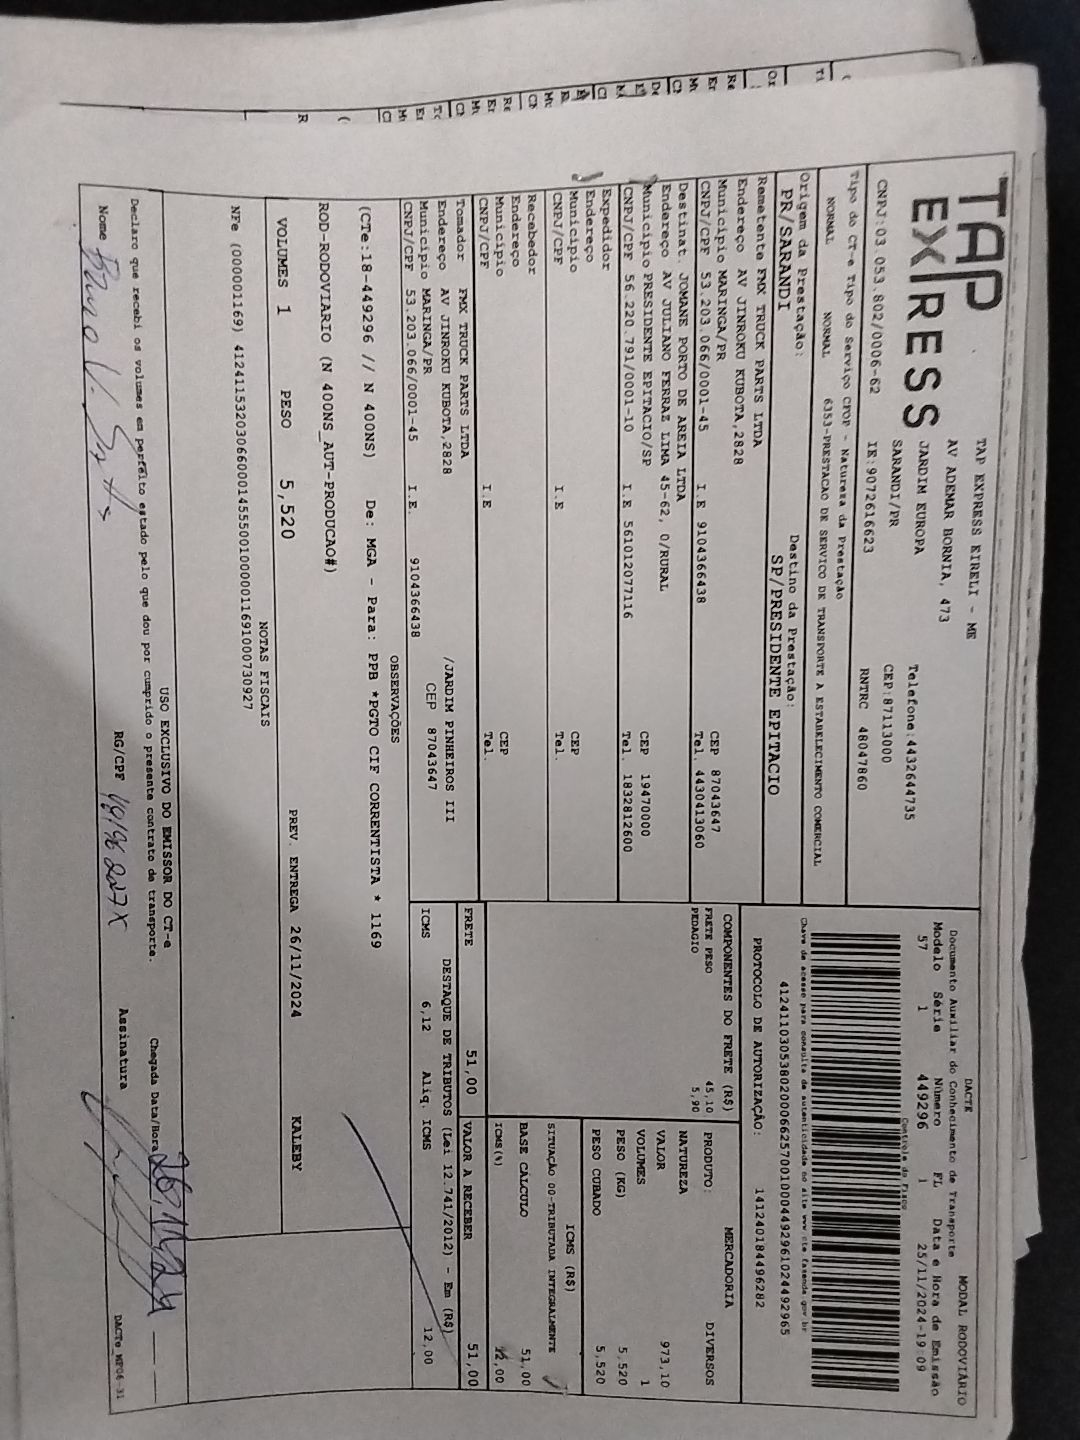 TAP
EXPRESS
TAP EXPRESS EIRELI - ME
AV ADEMAR BORNIA, 473
JARDIM EUROPA
SARANDI/PR
Telefone:4432644735
CEP:87113000
CNPJ:03.053.802/0006-62
IE:9072616623
RNTRC 48047860
Tipo do CT-e Tipo do Serviço CFOP - Natureza da Prestação
NORMAL NORMAL 6353-PRESTACAO DE SERVICO DE TRANSPORTE A ESTABELECIMENTO COMERCIAL
Origem da Prestação:
PR/SARANDI
Destino da Prestação:
SP/PRESIDENTE EPITACIO
DACTE
Documento Auxiliar do Conhecimento de Transporte
MODAL RODOVIÁRIO
Modelo Série Número FL Data e Hora de Emissão
57 1 449296 1 25/11/2024-19:09
Controle do Fisco
Chave de acesso para consulta de autenticidade no site www.cte.fazenda.gov.br
41241103053802000662570010004492961024492965
PROTOCOLO DE AUTORIZAÇÃO: 141240184496282
Remetente FMX TRUCK PARTS LTDA
Endereço AV JINROKU KUBOTA,2828
Município MARINGA/PR CEP 87043647
CNPJ/CPF 53.203.066/0001-45 I.E 9104366438 Tel. 4430413060
Destinat. JOMANE PORTO DE AREIA LTDA
Endereço AV JULIANO FERRAZ LIMA 45-62, 0/RURAL
Município PRESIDENTE EPITACIO/SP CEP 19470000
CNPJ/CPF 56.220.791/0001-10 I.E 561012077116 Tel. 1832812600
Expedidor
Endereço
Município CEP
CNPJ/CPF I.E Tel.
Recebedor
Endereço
Município CEP
CNPJ/CPF I.E Tel.
Tomador FMX TRUCK PARTS LTDA
Endereço AV JINROKU KUBOTA,2828 /JARDIM PINHEIROS III
Município MARINGA/PR CEP 87043647
CNPJ/CPF 53.203.066/0001-45 I.E. 9104366438
COMPONENTES DO FRETE (R$)
FRETE PESO 45,10
PEDAGIO 5,90
MERCADORIA
PRODUTO: DIVERSOS
NATUREZA
VALOR 973,10
VOLUMES 1
PESO (KG) 5,520
PESO CUBADO 5,520
ICMS (R$)
SITUAÇÃO 00-TRIBUTADA INTEGRALMENTE
BASE CÁLCULO 51,00
ICMS(%) 12,00
FRETE 51,00
VALOR A RECEBER 51,00
DESTAQUE DE TRIBUTOS (Lei 12.741/2012) - Em (R$)
ICMS 6,12 Aliq. ICMS 12,00
OBSERVAÇÕES
(CTe:18-449296 // N 400NS) De: MGA - Para: PPB *PGTO CIF CORRENTISTA * 1169
ROD-RODOVIARIO (N 400NS_AUT-PRODUCAO#)
VOLUMES 1 PESO 5,520 PREV. ENTREGA 26/11/2024 KALEBY
NOTAS FISCAIS
NFe (000001169) 41241153203066000145550010000011691000730927
USO EXCLUSIVO DO EMISSOR DO CT-e
Declaro que recebi os volumes em perfeito estado pelo que dou por cumprido o presente contrato de transporte.
Chegada Data/Hora 26/11/24
Nome
RG/CPF
Assinatura
DACTe_WF06-31